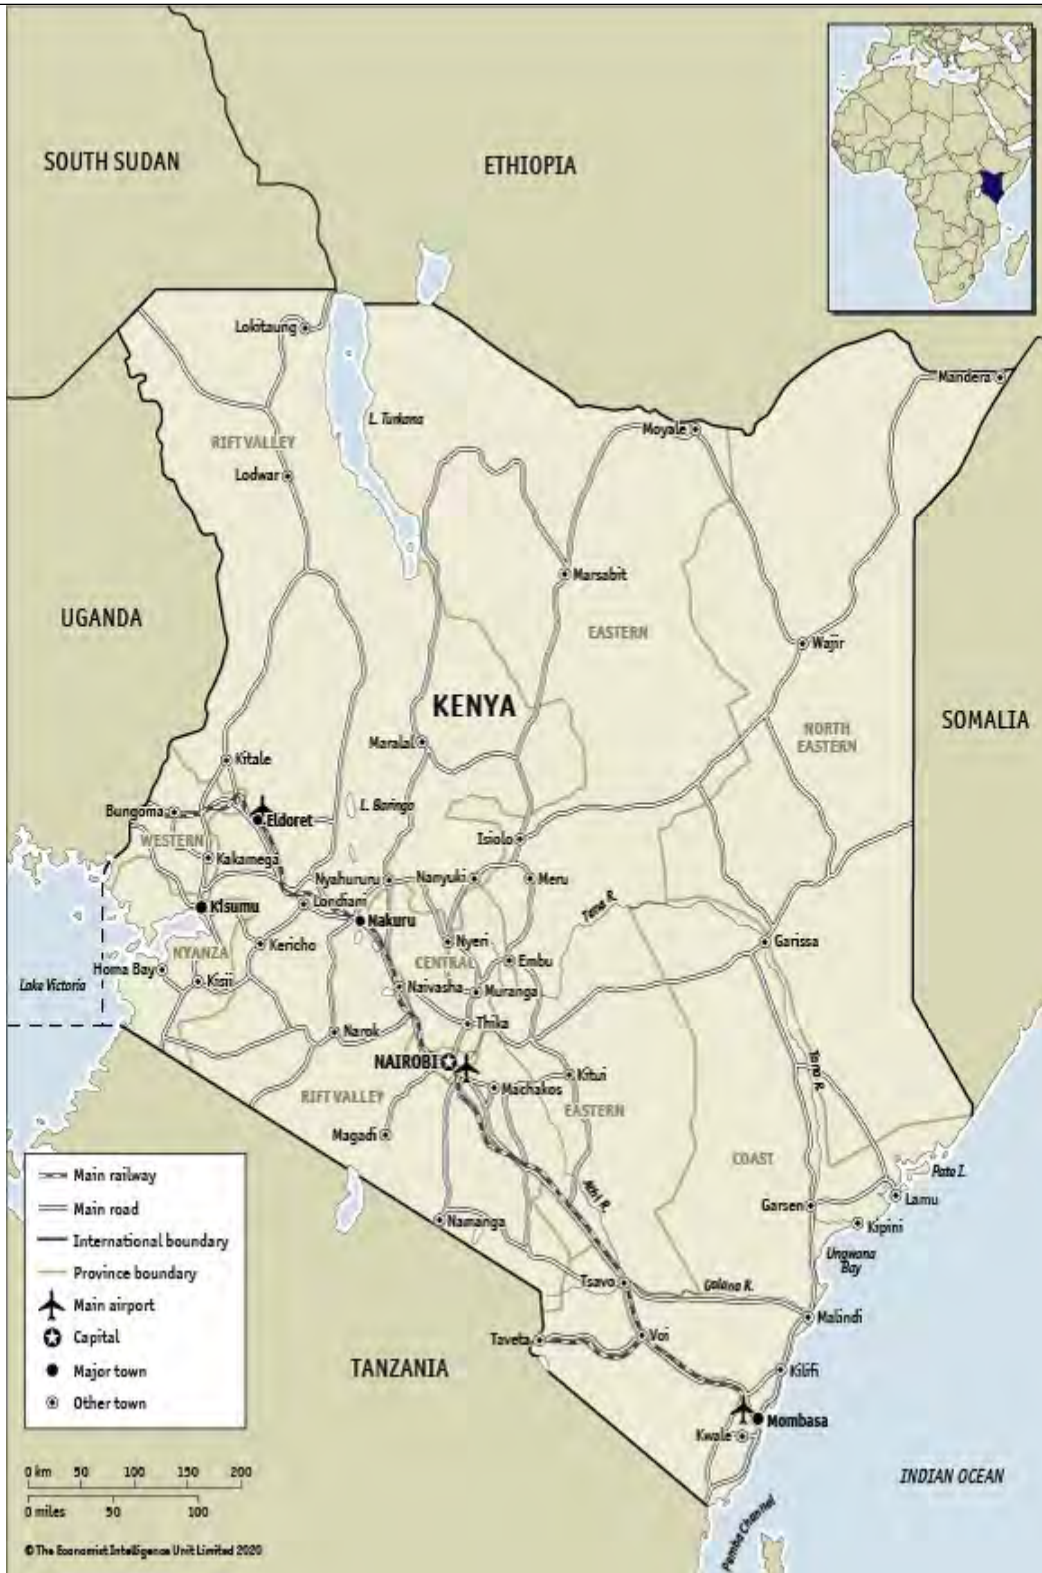 SOUTH SUDAN
ETHIOPIA
Lokitaung
Mandera
L. Turkana
Moyale
RIFT VALLEY
Lodwar
Marsabit
UGANDA
EASTERN
Wajir
KENYA
SOMALIA
NORTH
EASTERN
Maralal
Kitale
L. Baringo
Bungoma
Eldoret
WESTERN
Isiolo
Kakamega
Nyahururu
Nanyuki
Meru
Londiani
Tana R.
Kisumu
Nakuru
Kericho
Nyeri
Garissa
NYANZA
CENTRAL
Embu
Homa Bay
Kisii
Lake Victoria
Naivasha
Muranga
Narok
Thika
NAIROBI
Tana R.
Kitui
Machakos
RIFT VALLEY
EASTERN
Magadi
COAST
Pate I.
Athi R.
Lamu
Garsen
Namanga
Kipini
Ungwana
Bay
Tsavo
Galana R.
Malindi
Taveta
Voi
TANZANIA
Kilifi
Mombasa
Kwale
INDIAN OCEAN
Pemba Channel
Main railway
Main road
International boundary
Province boundary
Main airport
Capital
Major town
Other town
0 km 50 100 150 200
0 miles 50 100
© The Economist Intelligence Unit Limited 2020